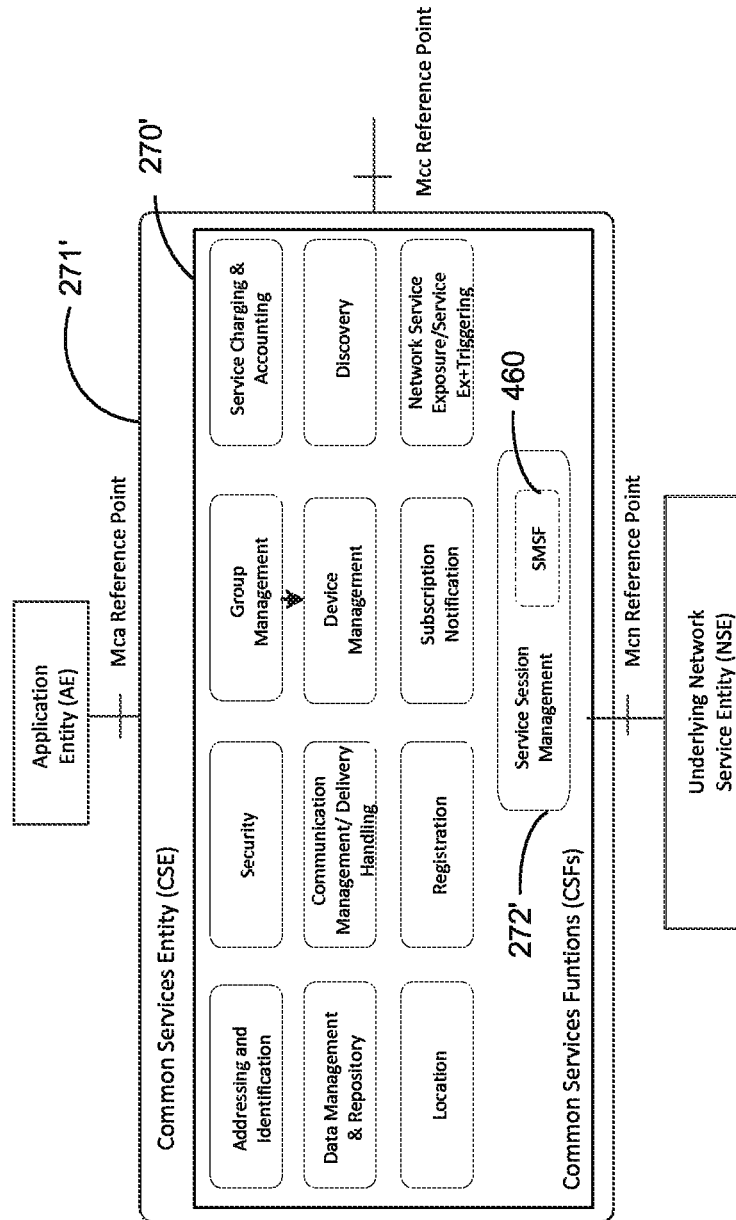 Application
Entity (AE)
Mca Reference Point
271'
Common Services Entity (CSE)
270'
Addressing and
Identification
Security
Group
Management
Service Charging &
Accounting
Data Management
& Repository
Communication
Management/ Delivery
Handling
Device
Management
Discovery
Location
Registration
Subscription
Notification
Network Service
Exposure/Service
Ex+Triggering
Mcc Reference Point
272'
Service Session
Management
SMSF
460
Common Services Funtions (CSFs)
Mcn Reference Point
Underlying Network
Service Entity (NSE)